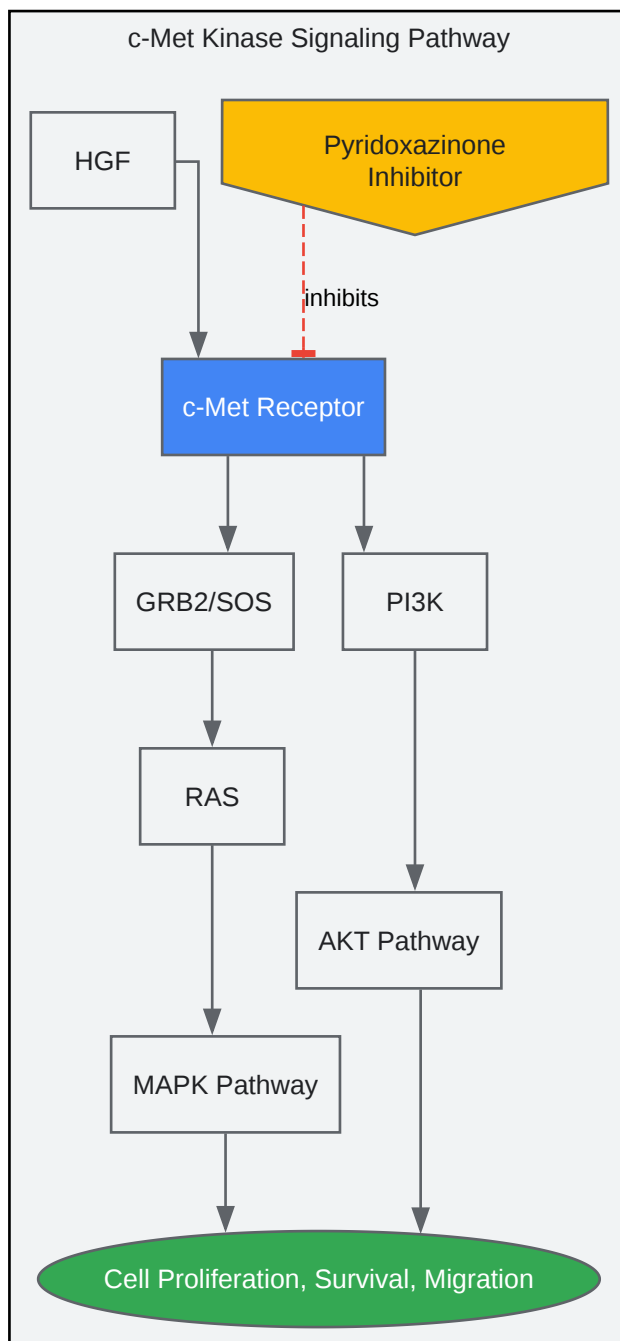 c-Met Kinase Signaling Pathway
HGF
Pyridoxazinone
Inhibitor
inhibits
c-Met Receptor
GRB2/SOS
PI3K
RAS
AKT Pathway
MAPK Pathway
Cell Proliferation, Survival, Migration